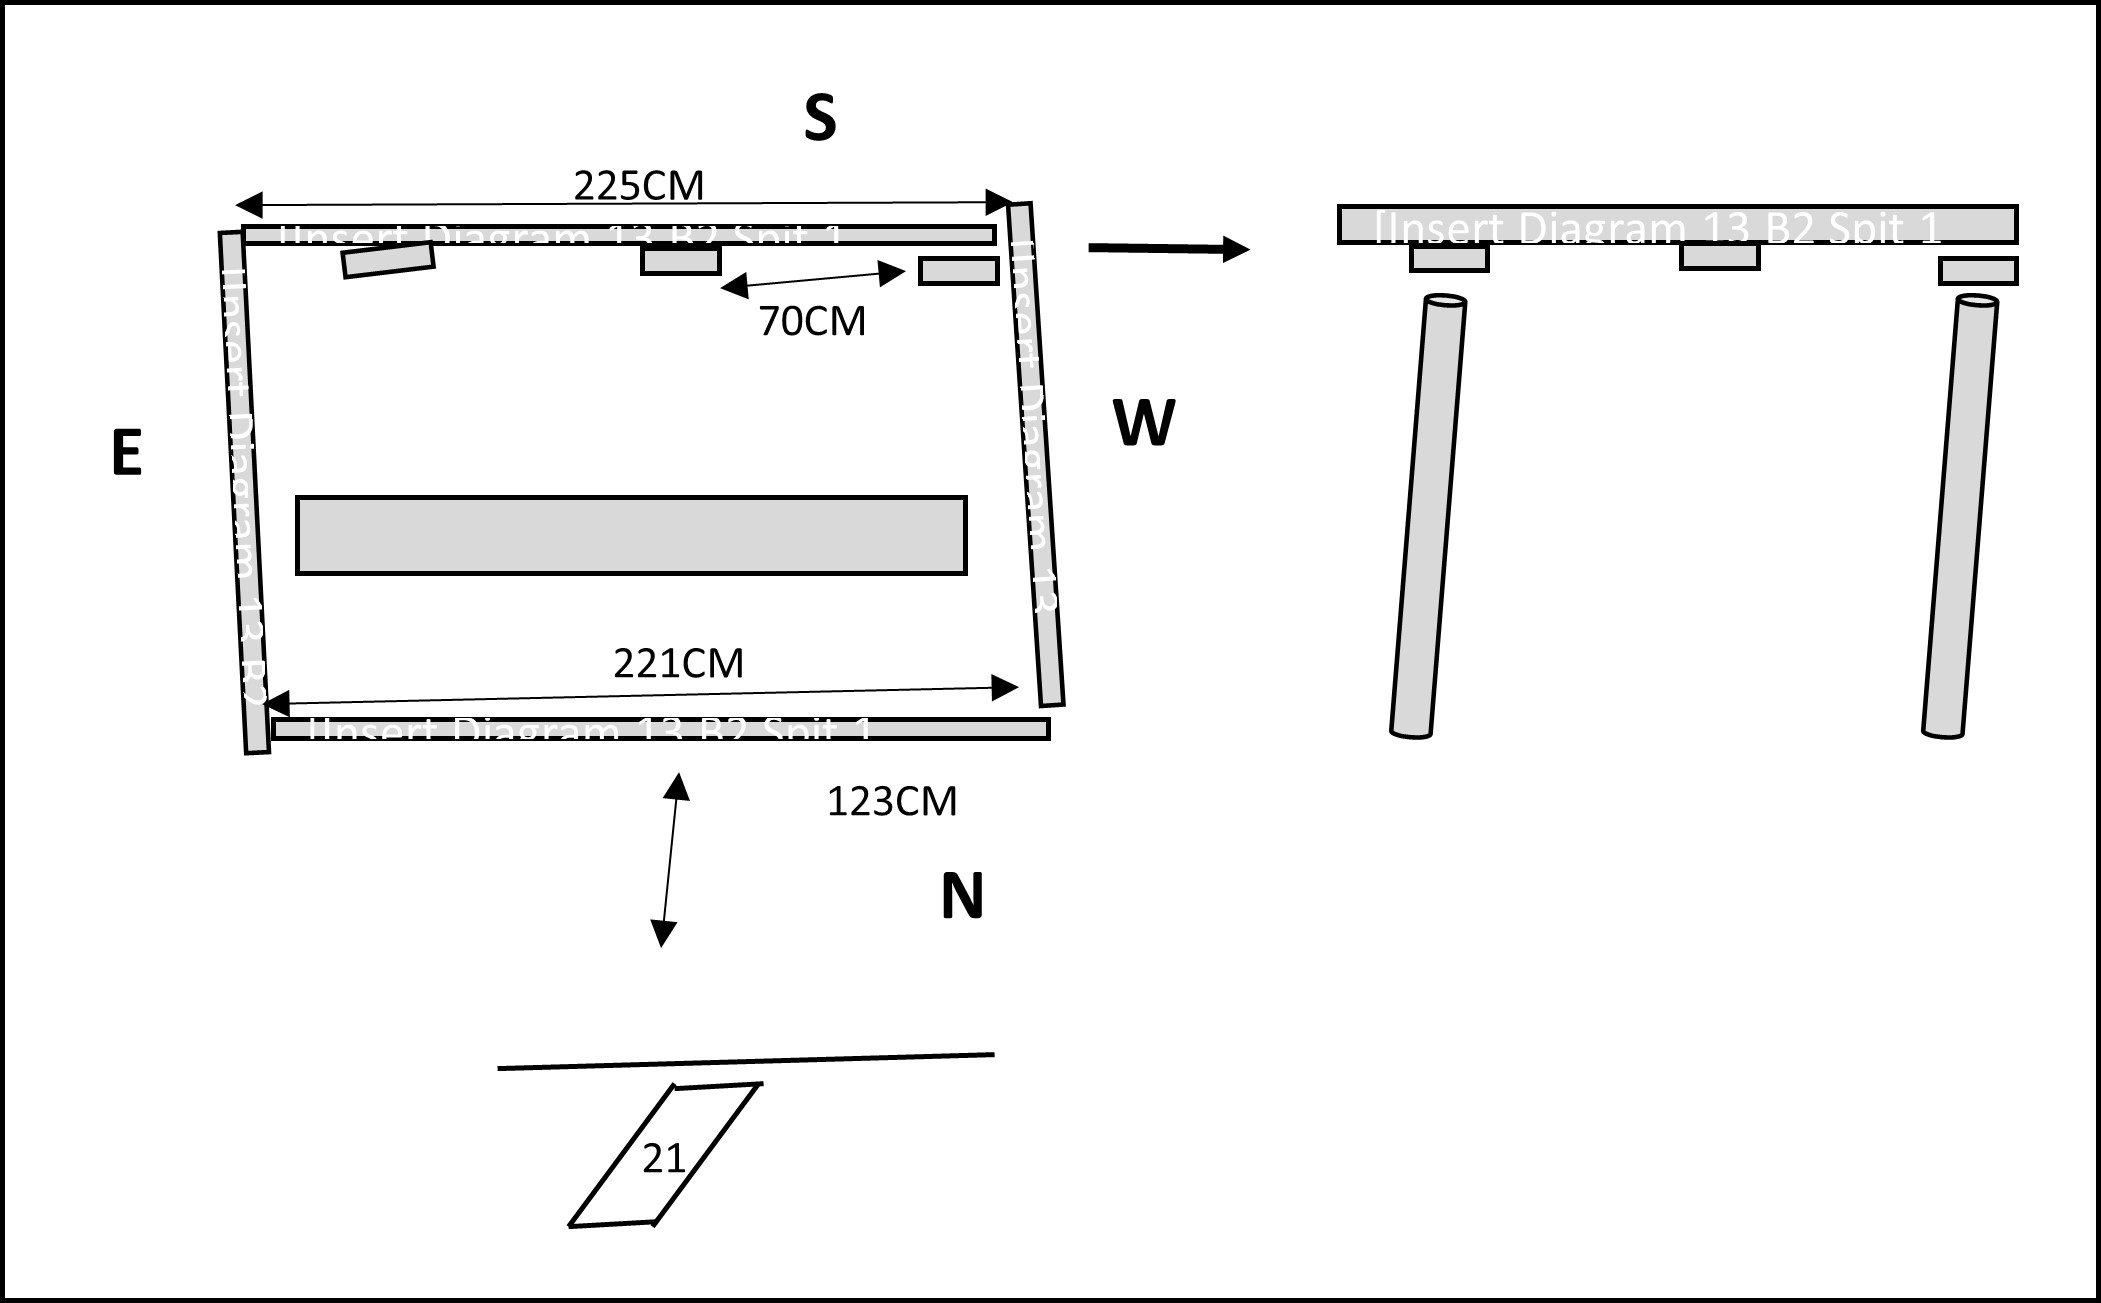 S
225CM
[Insert Diagram 13 B2 Spit 1
[Insert Diagram 13 B2 Spit 1
70CM
[Insert Diagram 13 B2
[Insert Diagram 13
E
W
221CM
[Insert Diagram 13 B2 Spit 1
123CM
N
21